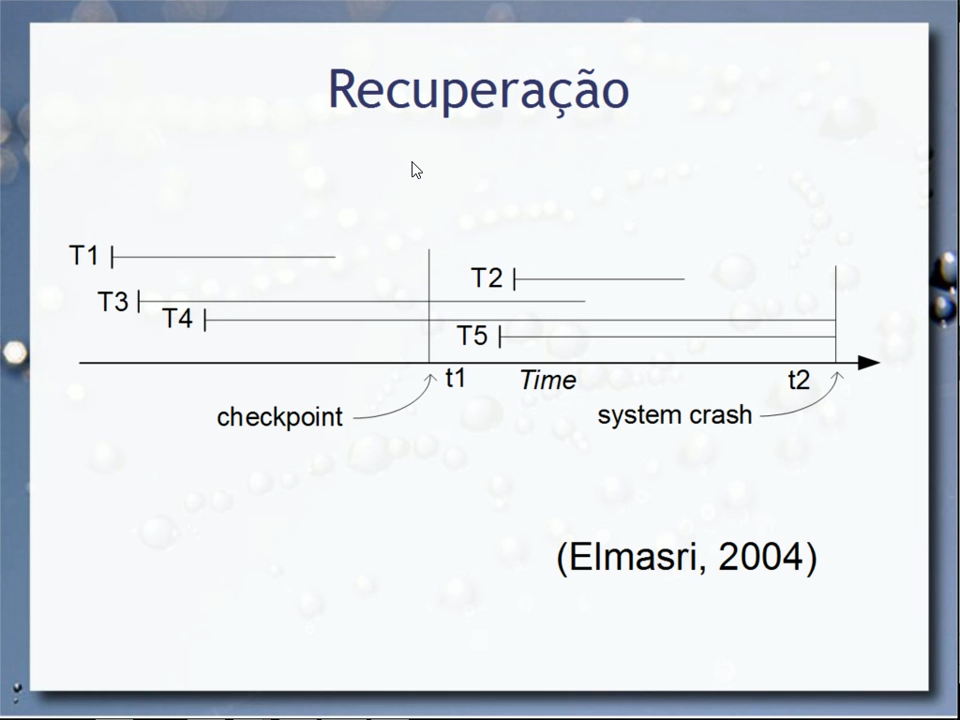 Recuperação
T1
T2
T3
T4
T5
t1
Time
t2
checkpoint
system crash
(Elmasri, 2004)